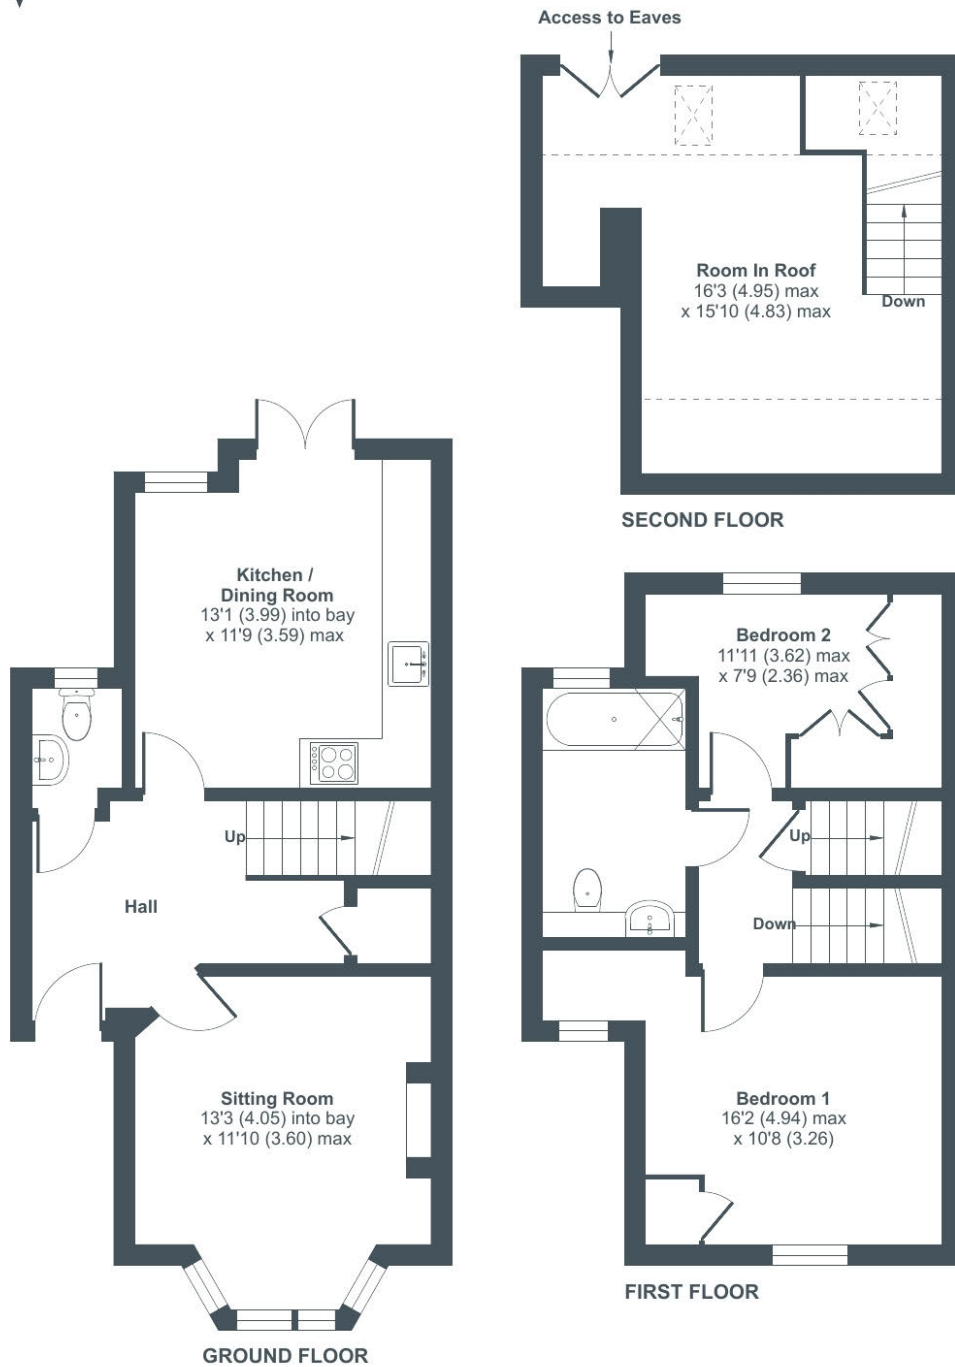 Access to Eaves
Room In Roof
16'3 (4.95) max
x 15'10 (4.83) max
Down
SECOND FLOOR
Kitchen /
Dining Room
13'1 (3.99) into bay
x 11'9 (3.59) max
Up
Hall
Sitting Room
13'3 (4.05) into bay
x 11'10 (3.60) max
GROUND FLOOR
Bedroom 2
11'11 (3.62) max
x 7'9 (2.36) max
Up
Down
Bedroom 1
16'2 (4.94) max
x 10'8 (3.26)
FIRST FLOOR